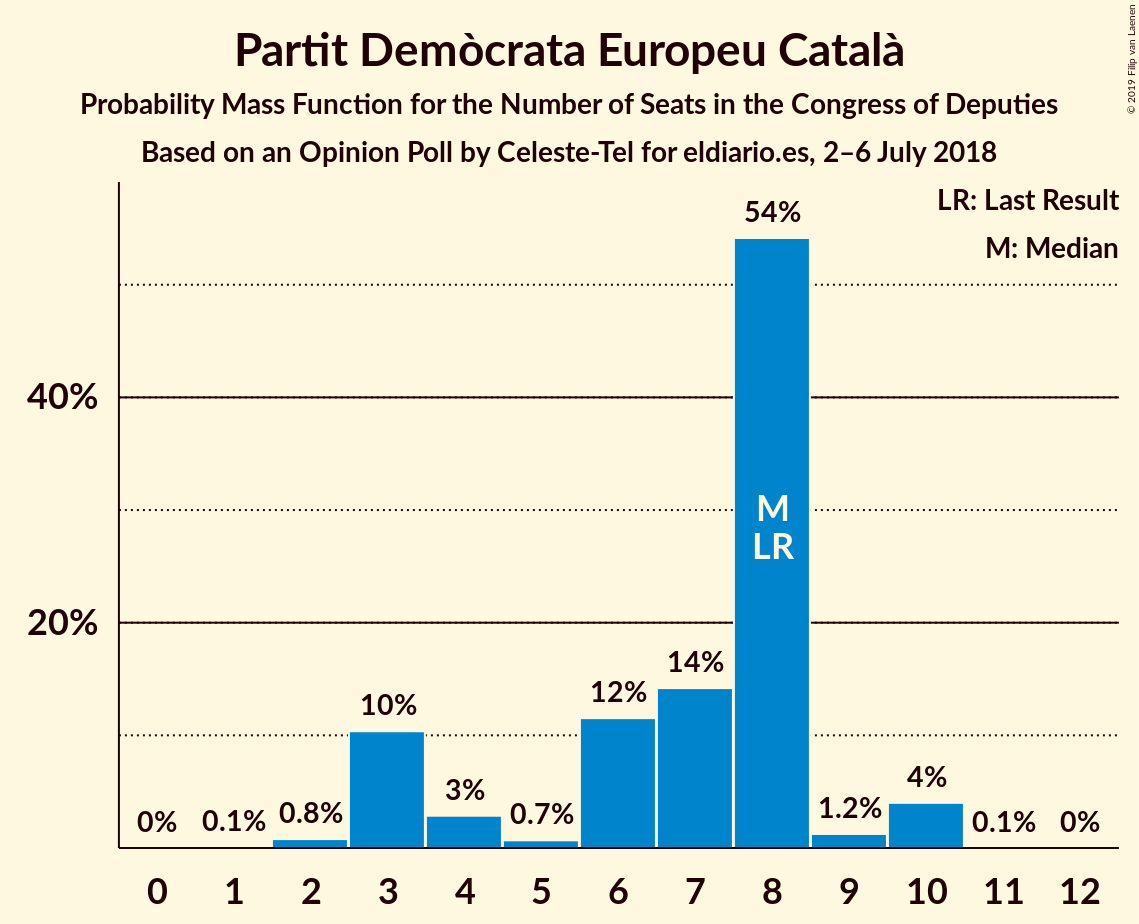 Partit Demòcrata Europeu Català
Probability Mass Function for the Number of Seats in the Congress of Deputies
Based on an Opinion Poll by Celeste-Tel for eldiario.es, 2–6 July 2018
© 2019 Filip van Laenen
LR: Last Result
M: Median
40%
20%
0%
0.1%
0.8%
10%
3%
0.7%
12%
14%
54%
1.2%
4%
0.1%
0%
M
LR
0 1 2 3 4 5 6 7 8 9 10 11 12